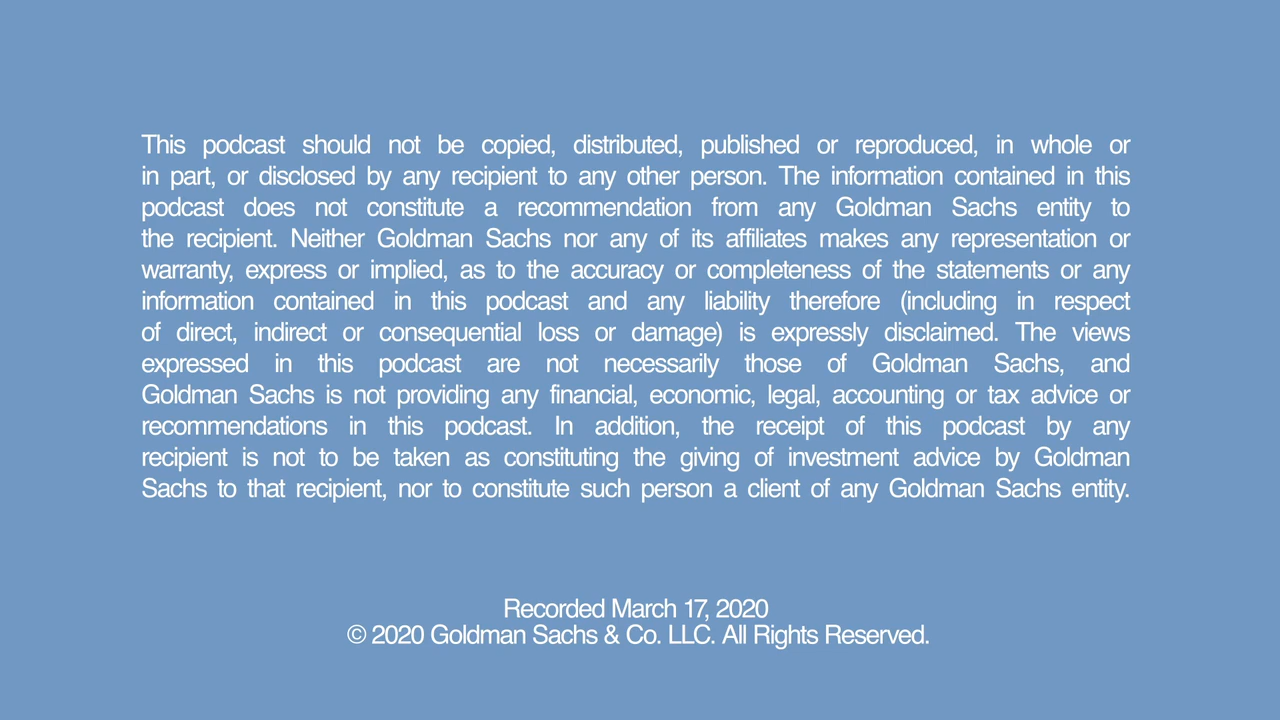 This podcast should not be copied, distributed, published or reproduced, in whole or
in part, or disclosed by any recipient to any other person. The information contained in this
podcast does not constitute a recommendation from any Goldman Sachs entity to
the recipient. Neither Goldman Sachs nor any of its affiliates makes any representation or
warranty, express or implied, as to the accuracy or completeness of the statements or any
information contained in this podcast and any liability therefore (including in respect
of direct, indirect or consequential loss or damage) is expressly disclaimed. The views
expressed in this podcast are not necessarily those of Goldman Sachs, and
Goldman Sachs is not providing any financial, economic, legal, accounting or tax advice or
recommendations in this podcast. In addition, the receipt of this podcast by any
recipient is not to be taken as constituting the giving of investment advice by Goldman
Sachs to that recipient, nor to constitute such person a client of any Goldman Sachs entity.
Recorded March 17, 2020
© 2020 Goldman Sachs & Co. LLC. All Rights Reserved.